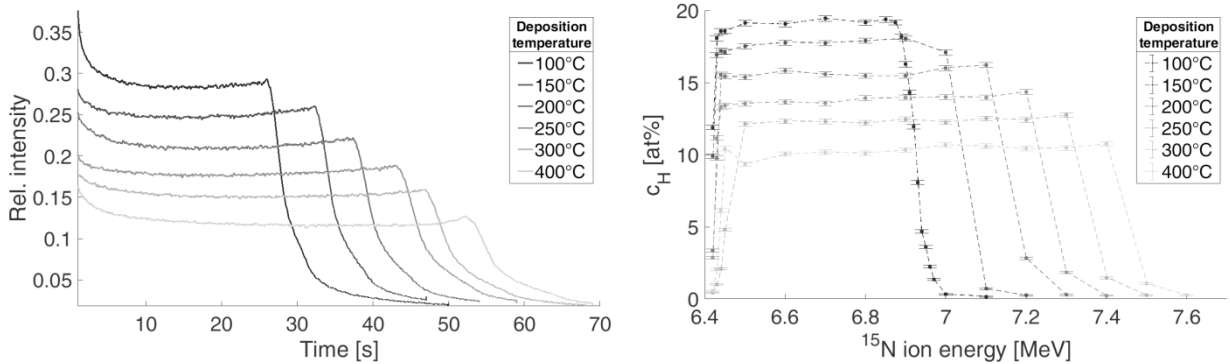 0.35
0.3
0.25
0.2
0.15
0.1
0.05
Rel. intensity
10 20 30 40 50 60 70
Time [s]
Deposition
temperature
100°C
150°C
200°C
250°C
300°C
400°C
20
15
10
5
0
c_H [at%]
6.4 6.6 6.8 7 7.2 7.4 7.6
¹⁵N ion energy [MeV]
Deposition
temperature
100°C
150°C
200°C
250°C
300°C
400°C